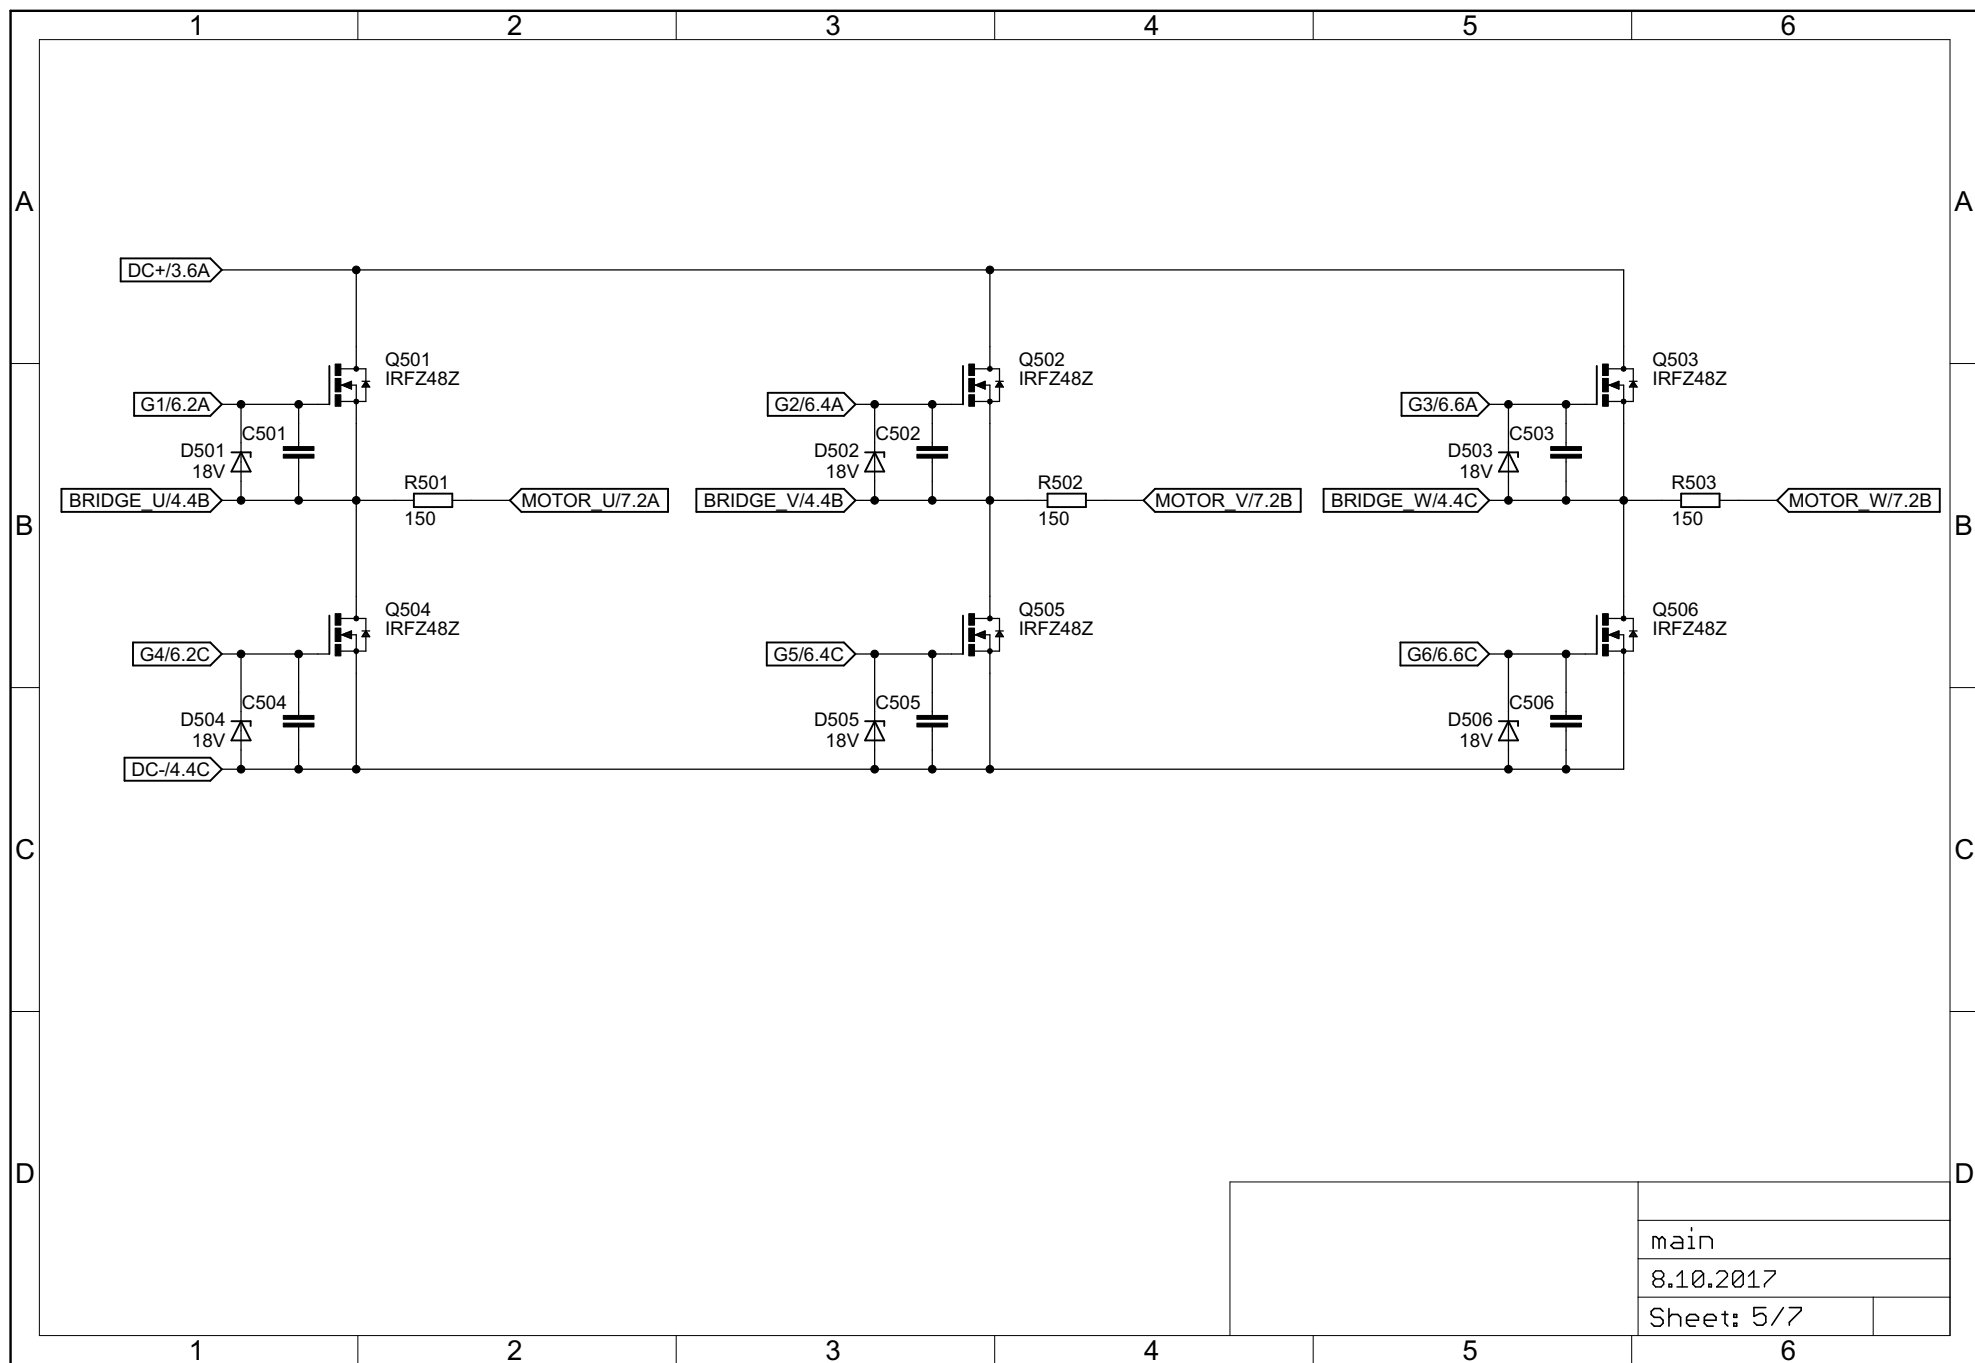 1 2 3 4 5 6
A A
DC+/3.6A
Q501 Q502 Q503
IRFZ48Z IRFZ48Z IRFZ48Z
G1/6.2A G2/6.4A G3/6.6A
C501 C502 C503
D501 D502 D503
18V 18V 18V
R501 R502 R503
BRIDGE_U/4.4B MOTOR_U/7.2A BRIDGE_V/4.4B MOTOR_V/7.2B BRIDGE_W/4.4C MOTOR_W/7.2B
150 150 150
B B
Q504 Q505 Q506
IRFZ48Z IRFZ48Z IRFZ48Z
G4/6.2C G5/6.4C G6/6.6C
C504 C505 C506
D504 D505 D506
18V 18V 18V
DC-/4.4C
C C
D D
main
8.10.2017
Sheet: 5/7
1 2 3 4 5 6